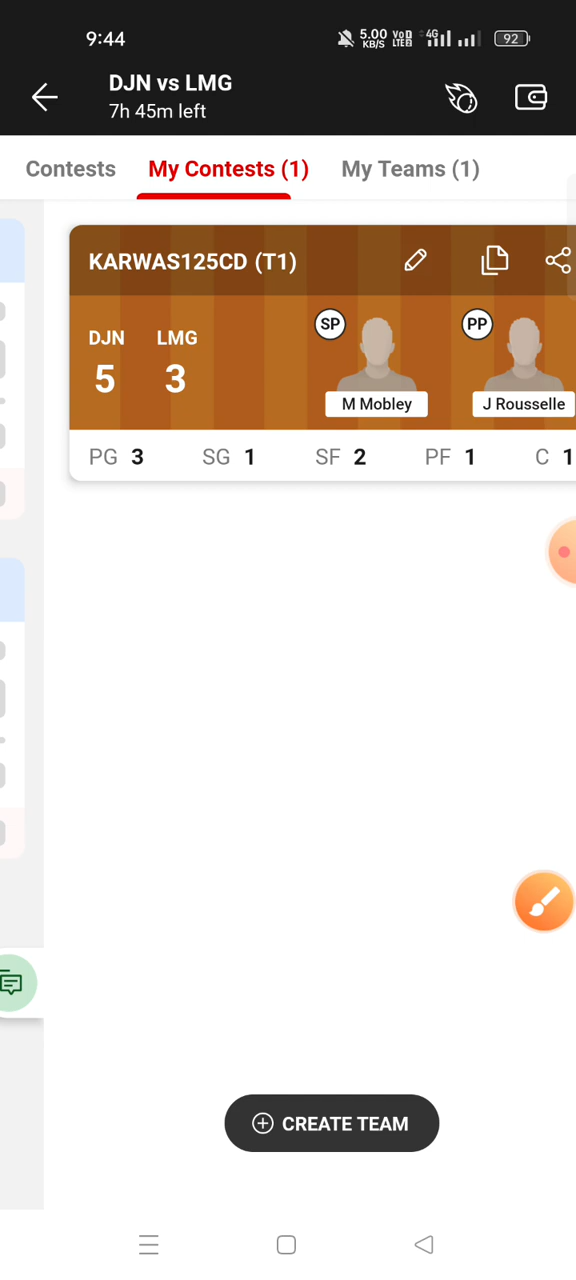 9:44
5.00 KB/S VoD LTE 4G 92
DJN vs LMG
7h 45m left
Contests My Contests (1) My Teams (1)
KARWAS125CD (T1)
DJN LMG
5 3
SP PP
M Mobley J Rousselle
PG 3 SG 1 SF 2 PF 1 C 1
CREATE TEAM